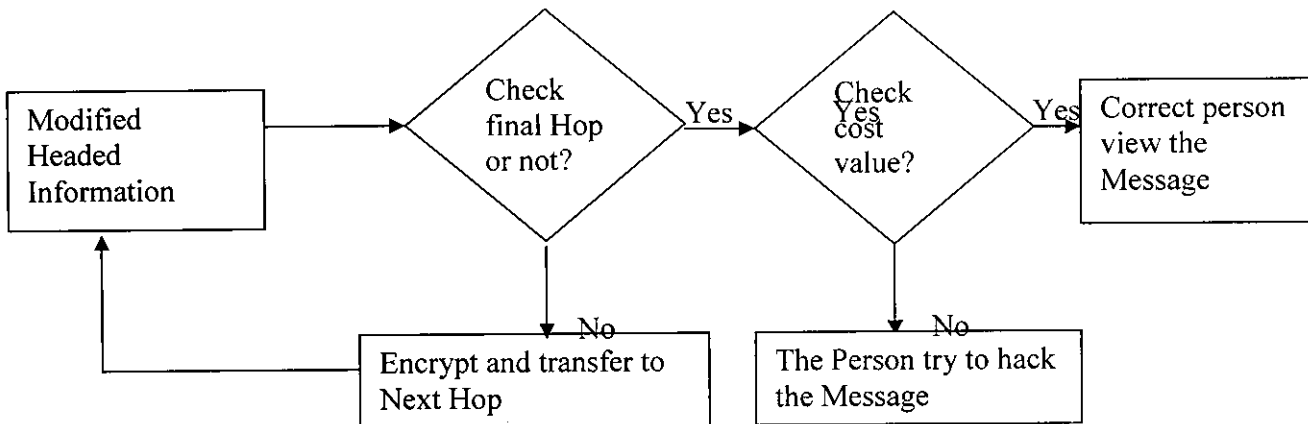 Modified
Headed
Information
Check
final Hop
or not?
Yes
Check
Yes
cost
value?
Yes
Correct person
view the
Message
No
Encrypt and transfer to
Next Hop
No
The Person try to hack
the Message